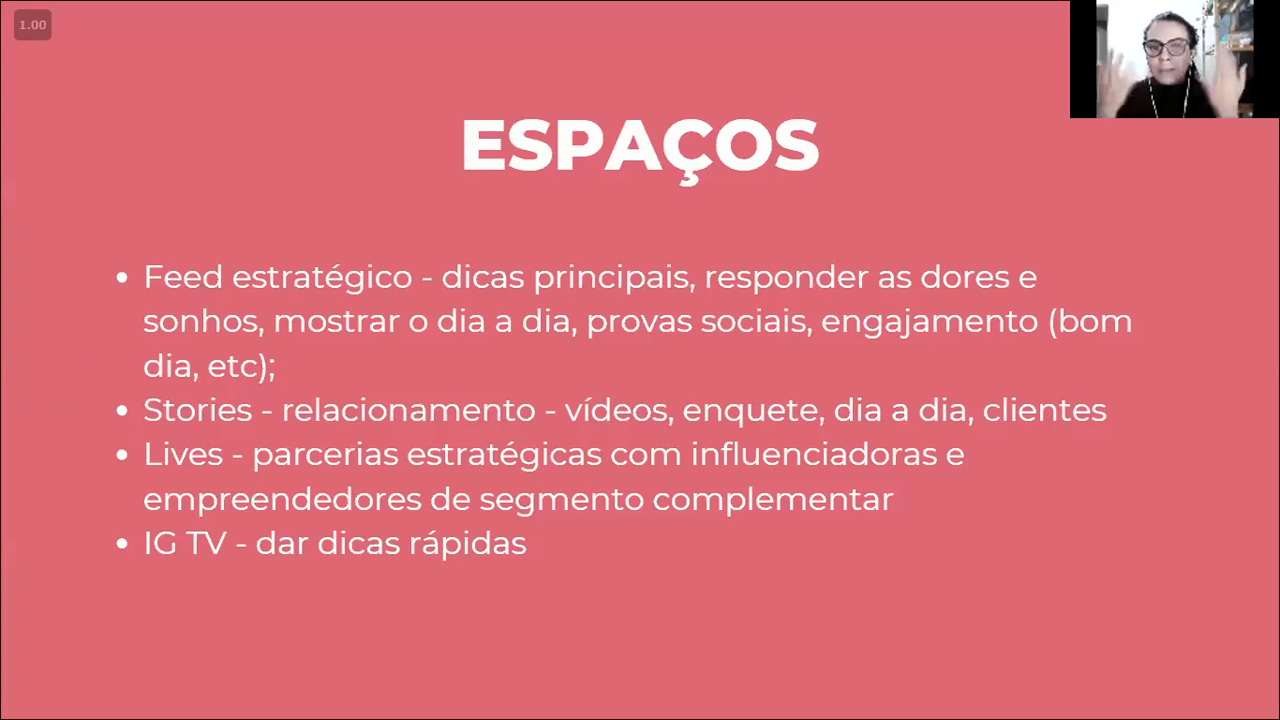 1.00
ESPAÇOS
• Feed estratégico - dicas principais, responder as dores e
sonhos, mostrar o dia a dia, provas sociais, engajamento (bom
dia, etc);
• Stories - relacionamento - vídeos, enquete, dia a dia, clientes
• Lives - parcerias estratégicas com influenciadoras e
empreendedores de segmento complementar
• IG TV - dar dicas rápidas